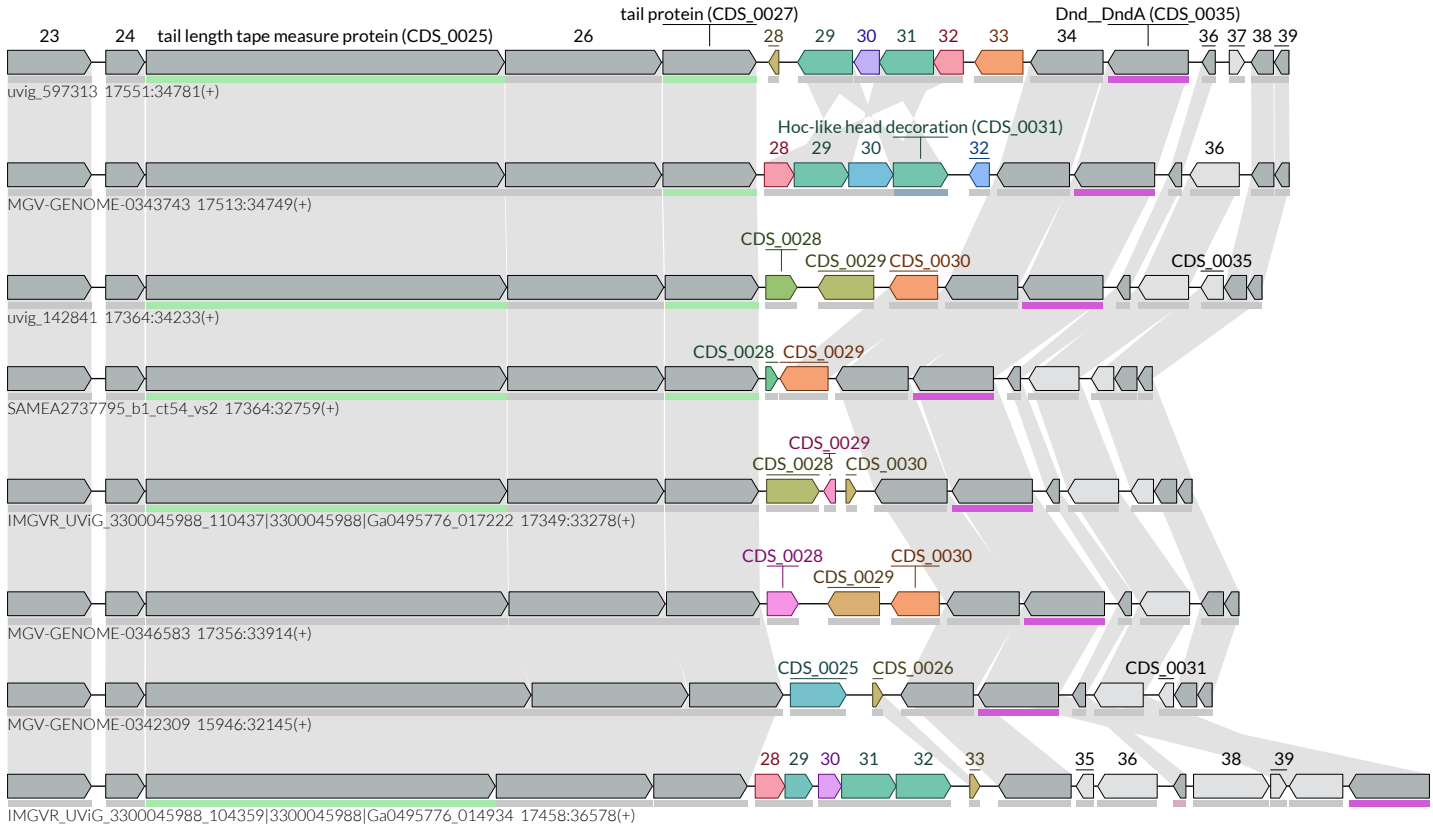 tail protein (CDS_0027) Dnd__DndA (CDS_0035)
23 24 tail length tape measure protein (CDS_0025) 26 28 29 30 31 32 33 34 36 37 38 39
uvig_597313 17551:34781(+)
Hoc-like head decoration (CDS_0031)
28 29 30 32 36
MGV-GENOME-0343743 17513:34749(+)
CDS_0028
CDS_0029 CDS_0030 CDS_0035
uvig_142841 17364:34233(+)
CDS_0028 CDS_0029
SAMEA2737795_b1_ct54_vs2 17364:32759(+)
CDS_0029
CDS_0028 CDS_0030
IMGVR_UViG_3300045988_110437|3300045988|Ga0495776_017222 17349:33278(+)
CDS_0028 CDS_0030
CDS_0029
MGV-GENOME-0346583 17356:33914(+)
CDS_0025 CDS_0026 CDS_0031
MGV-GENOME-0342309 15946:32145(+)
28 29 30 31 32 33 35 36 38 39
IMGVR_UViG_3300045988_104359|3300045988|Ga0495776_014934 17458:36578(+)